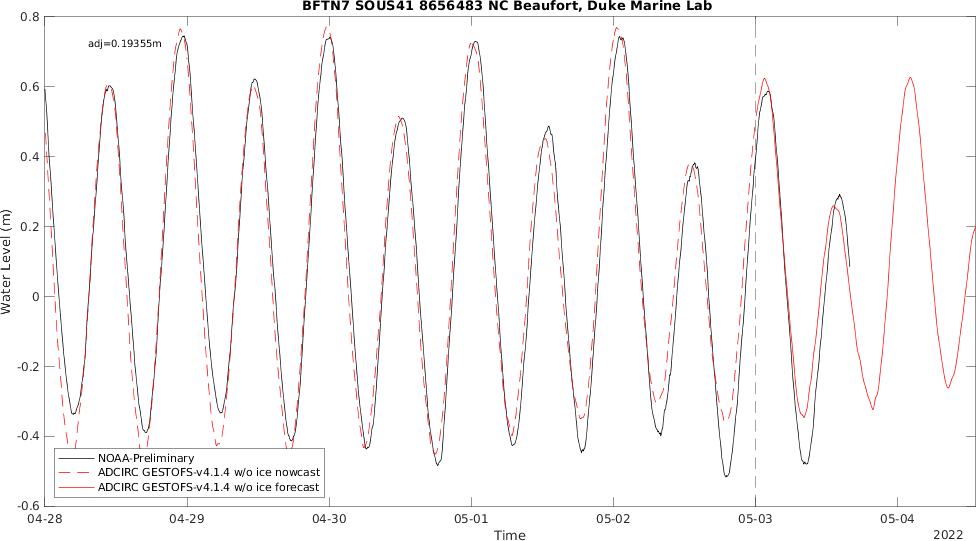 BFTN7 SOUS41 8656483 NC Beaufort, Duke Marine Lab
0.8
adj=0.19355m
0.6
0.4
0.2
0
-0.2
-0.4
-0.6
Water Level (m)
NOAA-Preliminary
ADCIRC GESTOFS-v4.1.4 w/o ice nowcast
ADCIRC GESTOFS-v4.1.4 w/o ice forecast
04-28 04-29 04-30 05-01 05-02 05-03 05-04
Time
2022